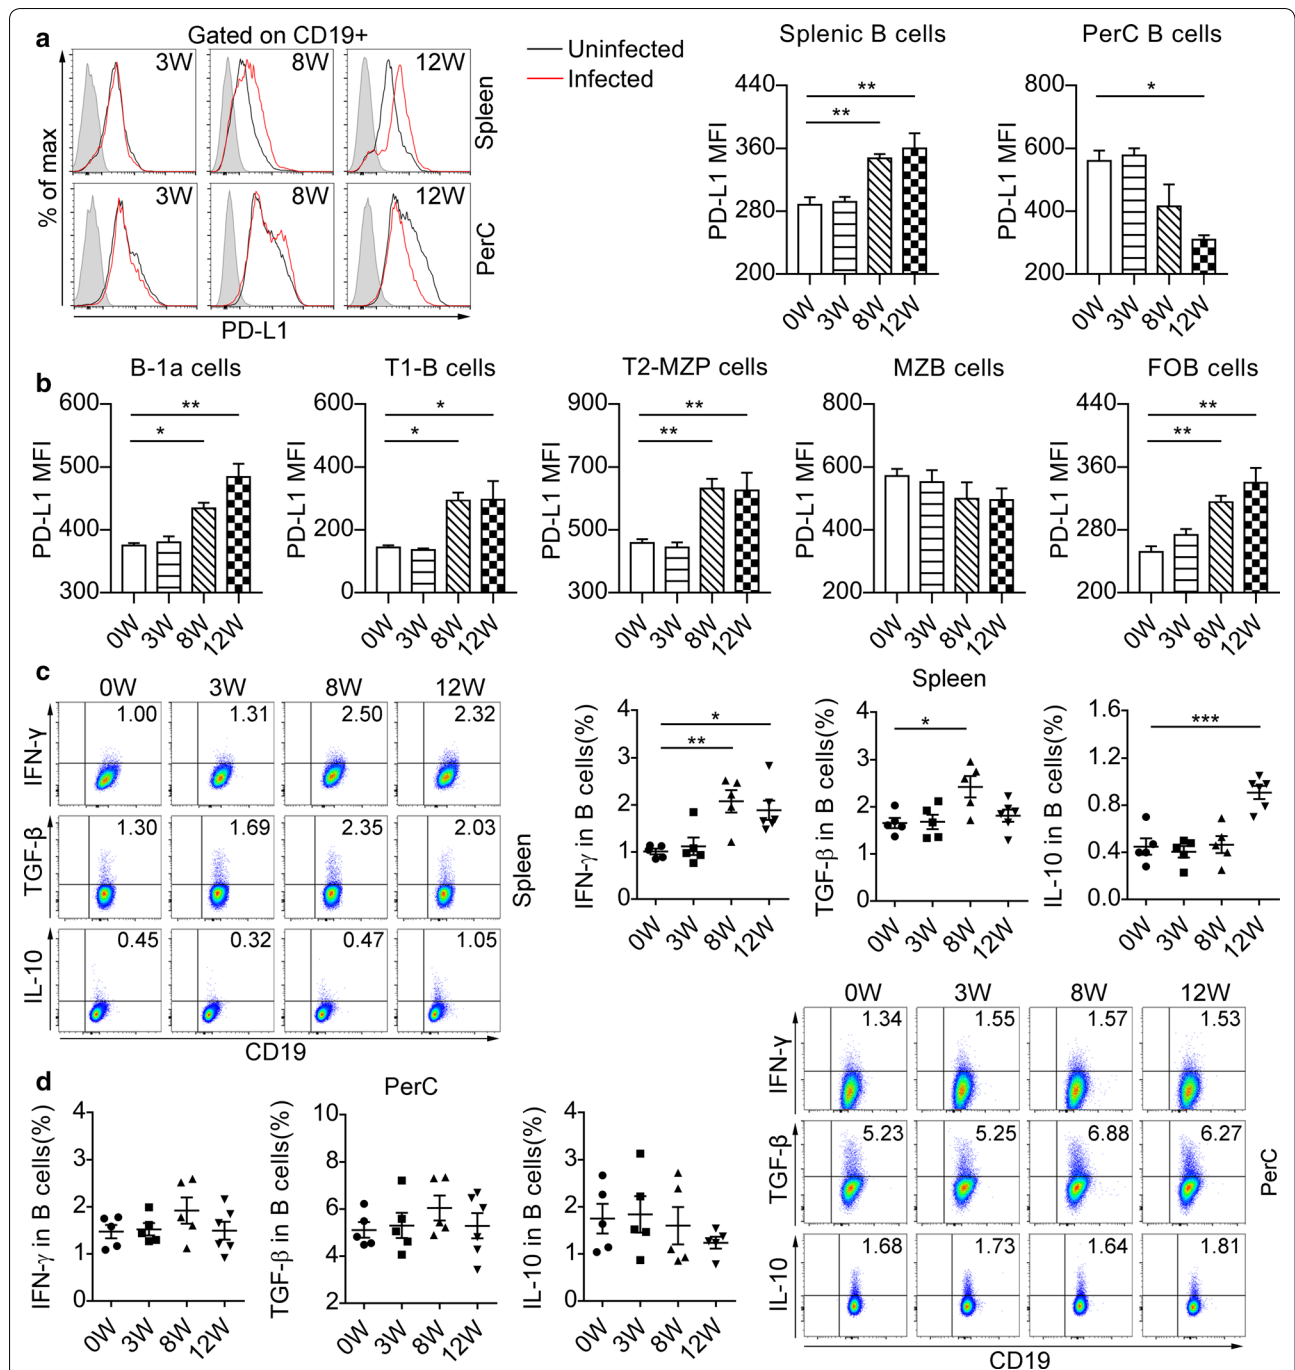 a
Gated on CD19+
3W 8W 12W
Spleen
3W 8W 12W
PerC
% of max
PD-L1
Uninfected
Infected
Splenic B cells
PD-L1 MFI
440
360
280
200
** **
0W 3W 8W 12W
PerC B cells
PD-L1 MFI
800
600
400
200
*
0W 3W 8W 12W
b
B-1a cells
PD-L1 MFI
600
500
400
300
**
*
0W 3W 8W 12W
T1-B cells
PD-L1 MFI
600
400
200
0
*
*
0W 3W 8W 12W
T2-MZP cells
PD-L1 MFI
900
700
500
300
**
**
0W 3W 8W 12W
MZB cells
PD-L1 MFI
800
600
400
200
0W 3W 8W 12W
FOB cells
PD-L1 MFI
440
360
280
200
**
**
0W 3W 8W 12W
c
0W 3W 8W 12W
IFN-γ
1.00 1.31 2.50 2.32
TGF-β
1.30 1.69 2.35 2.03
IL-10
0.45 0.32 0.47 1.05
Spleen
CD19
Spleen
IFN-γ in B cells(%)
4
3
2
1
0
*
**
0W 3W 8W 12W
TGF-β in B cells(%)
4
3
2
1
0
*
0W 3W 8W 12W
IL-10 in B cells(%)
1.6
1.2
0.8
0.4
0.0
***
0W 3W 8W 12W
d
PerC
IFN-γ in B cells(%)
4
3
2
1
0
0W 3W 8W 12W
TGF-β in B cells(%)
10
8
6
4
2
0W 3W 8W 12W
IL-10 in B cells(%)
4
3
2
1
0
0W 3W 8W 12W
0W 3W 8W 12W
IFN-γ
1.34 1.55 1.57 1.53
TGF-β
5.23 5.25 6.88 6.27
IL-10
1.68 1.73 1.64 1.81
PerC
CD19